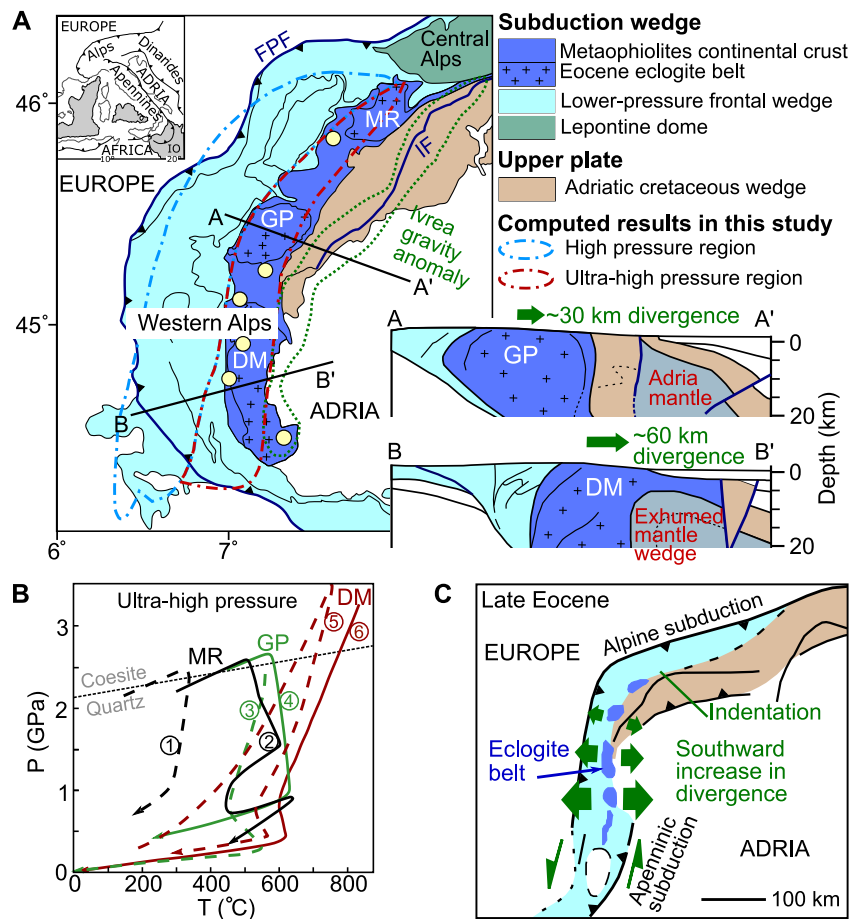 A
EUROPE
Alps
Dinarides
ADRIA
Apennines
AFRICA
10°
10
20
FPF
Central
Alps
46°
MR
IF
EUROPE
A
GP
Ivrea
gravity
anomaly
A'
45°
Western Alps
DM
B'
B
ADRIA
6°
7°
Subduction wedge
Metaophiolites continental crust
Eocene eclogite belt
Lower-pressure frontal wedge
Lepontine dome
Upper plate
Adriatic cretaceous wedge
Computed results in this study
High pressure region
Ultra-high pressure region
~30 km divergence
A
A'
GP
Adria
mantle
0
10
20
~60 km
divergence
B
B'
DM
Exhumed
mantle
wedge
0
10
20
Depth (km)
B
Ultra-high pressure
DM
MR
GP
Coesite
Quartz
1
2
3
4
5
6
P (GPa)
3
2
1
0
0
200
400
600
800
T (°C)
C
Late Eocene
Alpine subduction
EUROPE
Indentation
Eclogite
belt
Southward
increase in
divergence
ADRIA
Apenninic
subduction
100 km